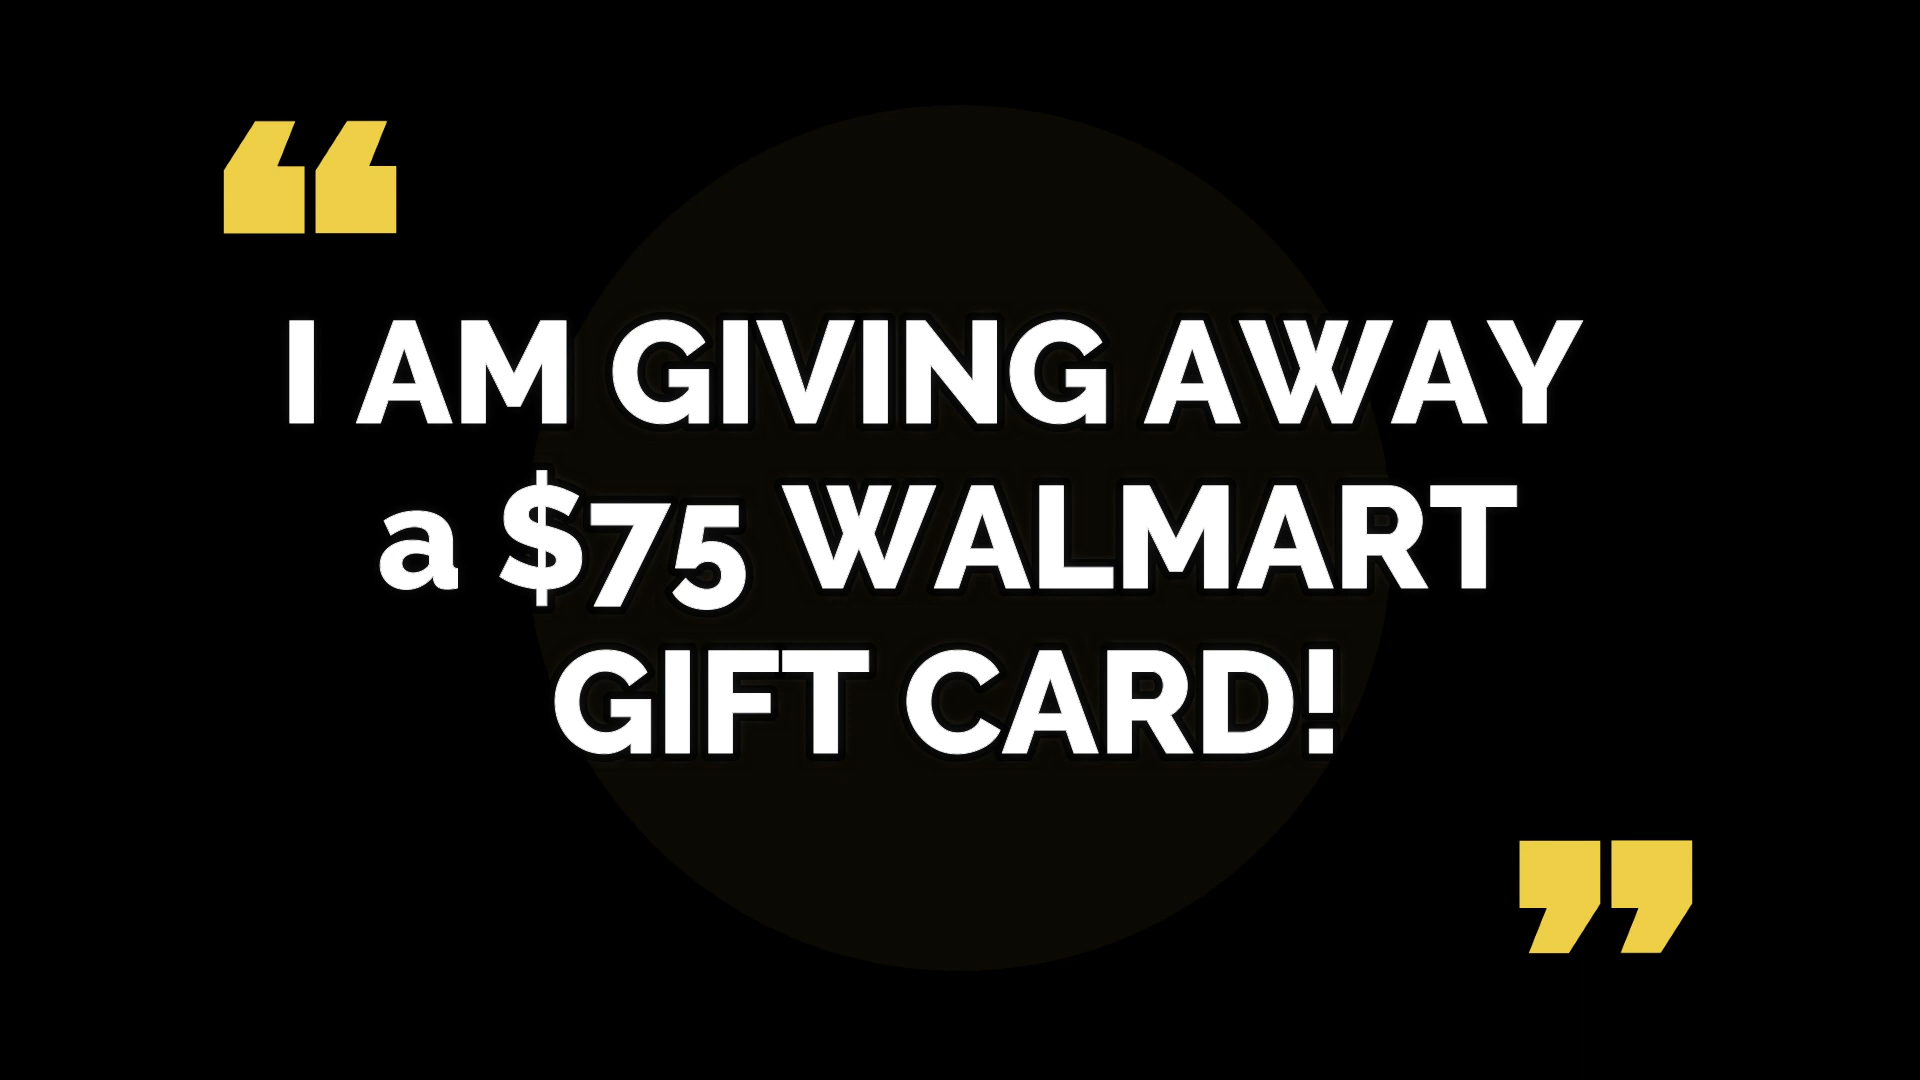 “
I AM GIVING AWAY
a $75 WALMART
GIFT CARD!
”